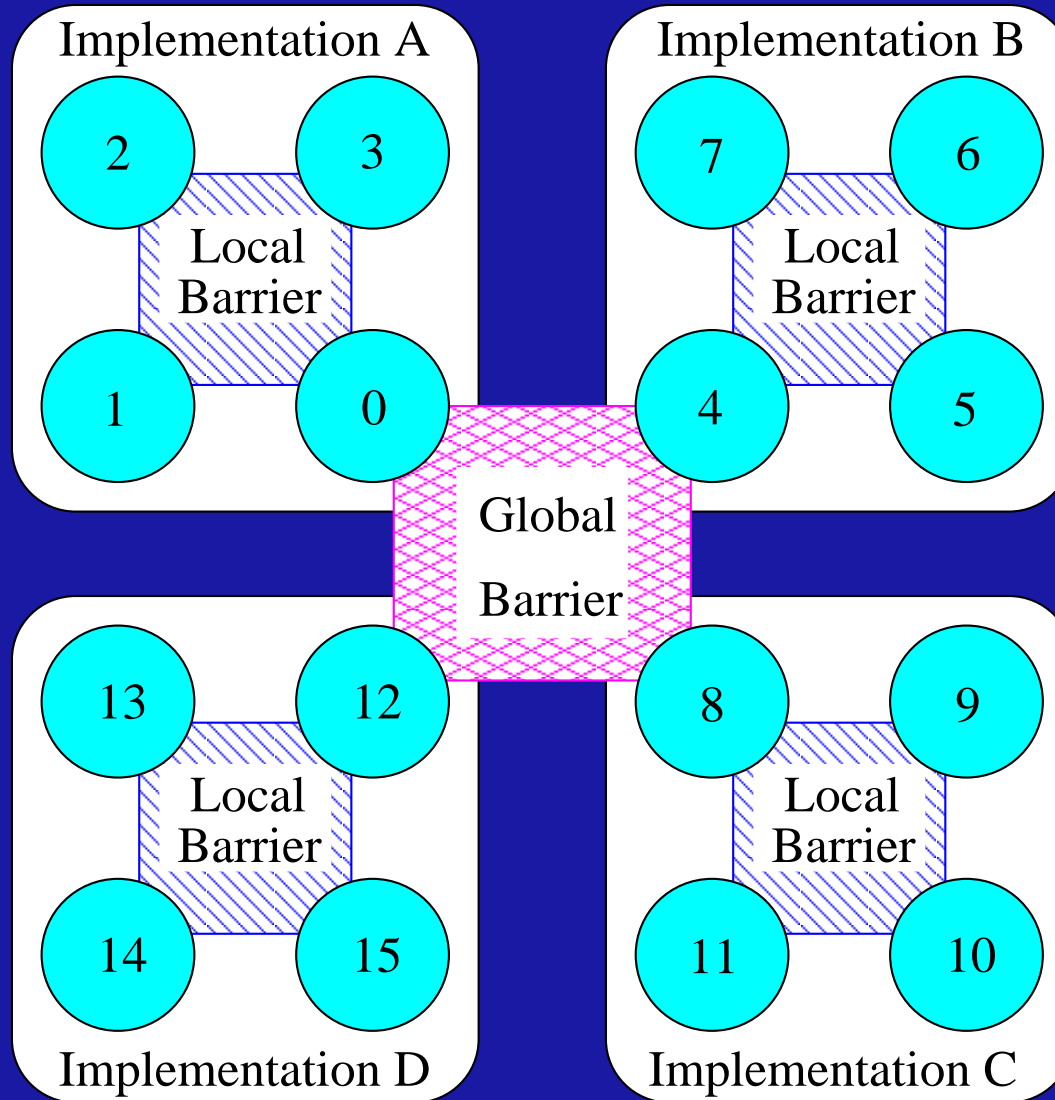 Implementation A
2
3
Local
Barrier
1
0
Implementation B
7
6
Local
Barrier
4
5
Global
Barrier
13
12
Local
Barrier
14
15
Implementation D
8
9
Local
Barrier
11
10
Implementation C